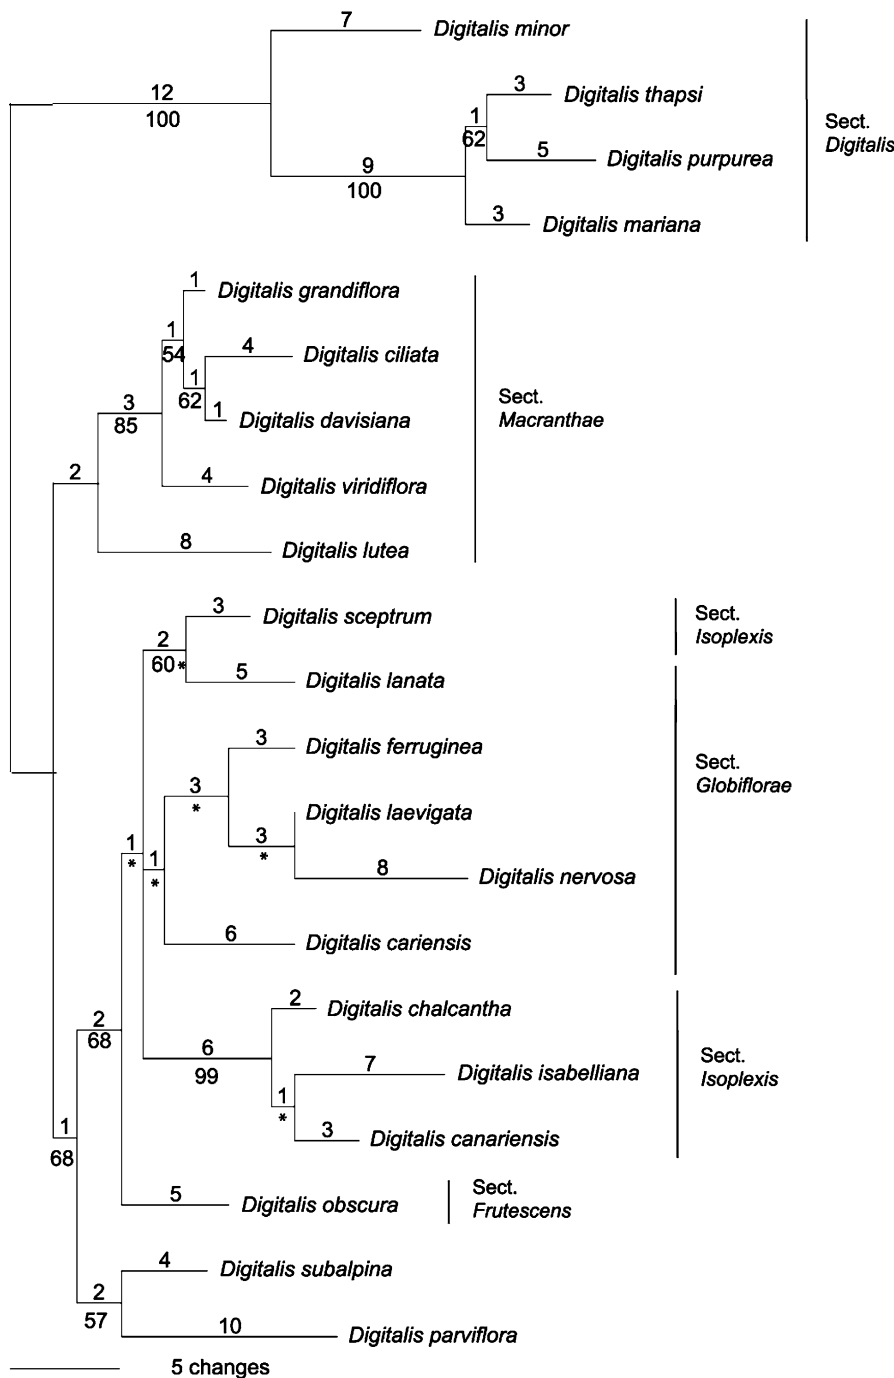 7
Digitalis minor
12
100
3
Digitalis thapsi
1
62
5
Digitalis purpurea
9
100
3
Digitalis mariana
Sect.
Digitalis
1
Digitalis grandiflora
1
54
4
Digitalis ciliata
1
62
1
Digitalis davisiana
3
85
4
Digitalis viridiflora
2
8
Digitalis lutea
Sect.
Macranthae
3
Digitalis sceptrum
Sect.
Isoplexis
2
60 *
5
Digitalis lanata
3
Digitalis ferruginea
3
*
Digitalis laevigata
3
*
8
Digitalis nervosa
Sect.
Globiflorae
1
*
1
*
6
Digitalis cariensis
2
Digitalis chalcantha
6
99
7
Digitalis isabelliana
1
*
3
Digitalis canariensis
Sect.
Isoplexis
2
68
1
68
5
Digitalis obscura
Sect.
Frutescens
4
Digitalis subalpina
2
57
10
Digitalis parviflora
5 changes